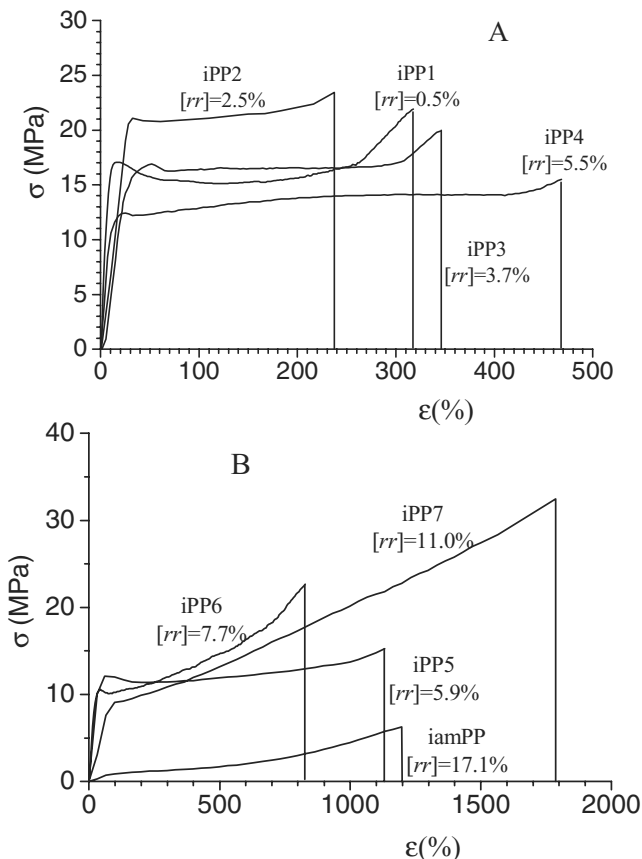 A
30
25
20
15
10
5
0
σ (MPa)
iPP2
[rr]=2.5%
iPP1
[rr]=0.5%
iPP4
[rr]=5.5%
iPP3
[rr]=3.7%
0 100 200 300 400 500
ε(%)
B
40
30
20
10
0
σ (MPa)
iPP7
[rr]=11.0%
iPP6
[rr]=7.7%
iPP5
[rr]=5.9%
iamPP
[rr]=17.1%
0 500 1000 1500 2000
ε(%)